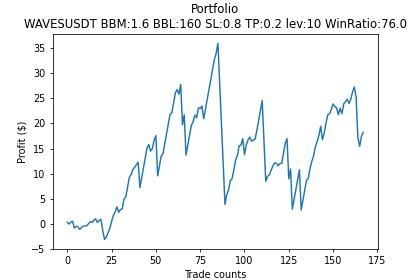 Portfolio
WAVESUSDT BBM:1.6 BBL:160 SL:0.8 TP:0.2 lev:10 WinRatio:76.0
35
30
25
20
15
10
5
0
−5
Profit ($)
0 25 50 75 100 125 150 175
Trade counts